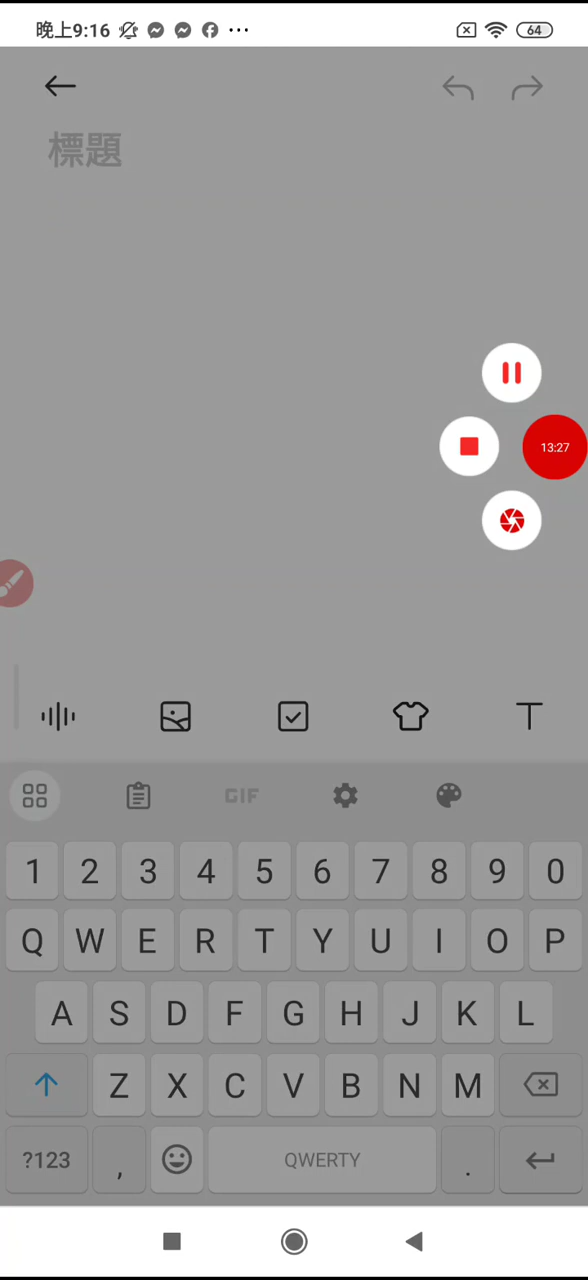 晚上9:16
64
標題
13:27
GIF
1 2 3 4 5 6 7 8 9 0
Q W E R T Y U I O P
A S D F G H J K L
Z X C V B N M
?123 , QWERTY .